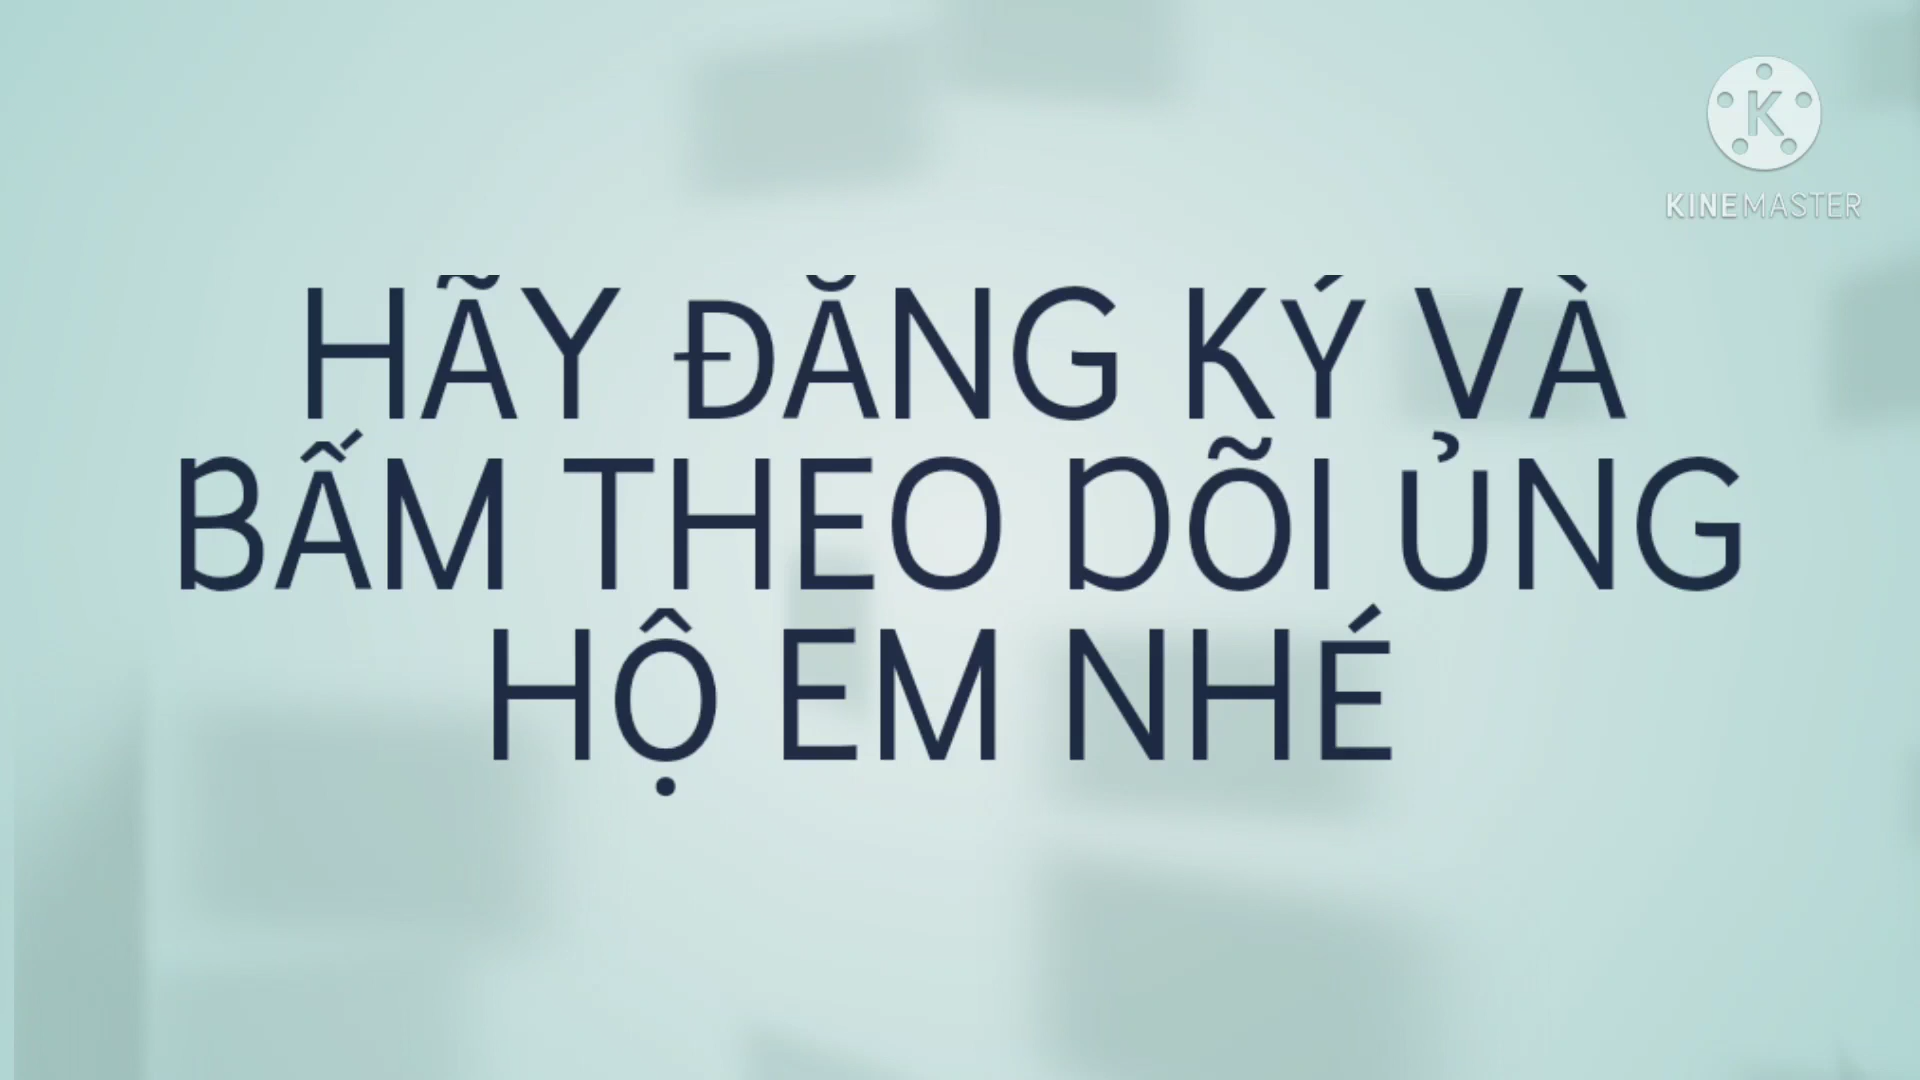 KINEMASTER
HÃY ĐĂNG KÝ VÀ
BẤM THEO DÕI ỦNG
HỘ EM NHÉ